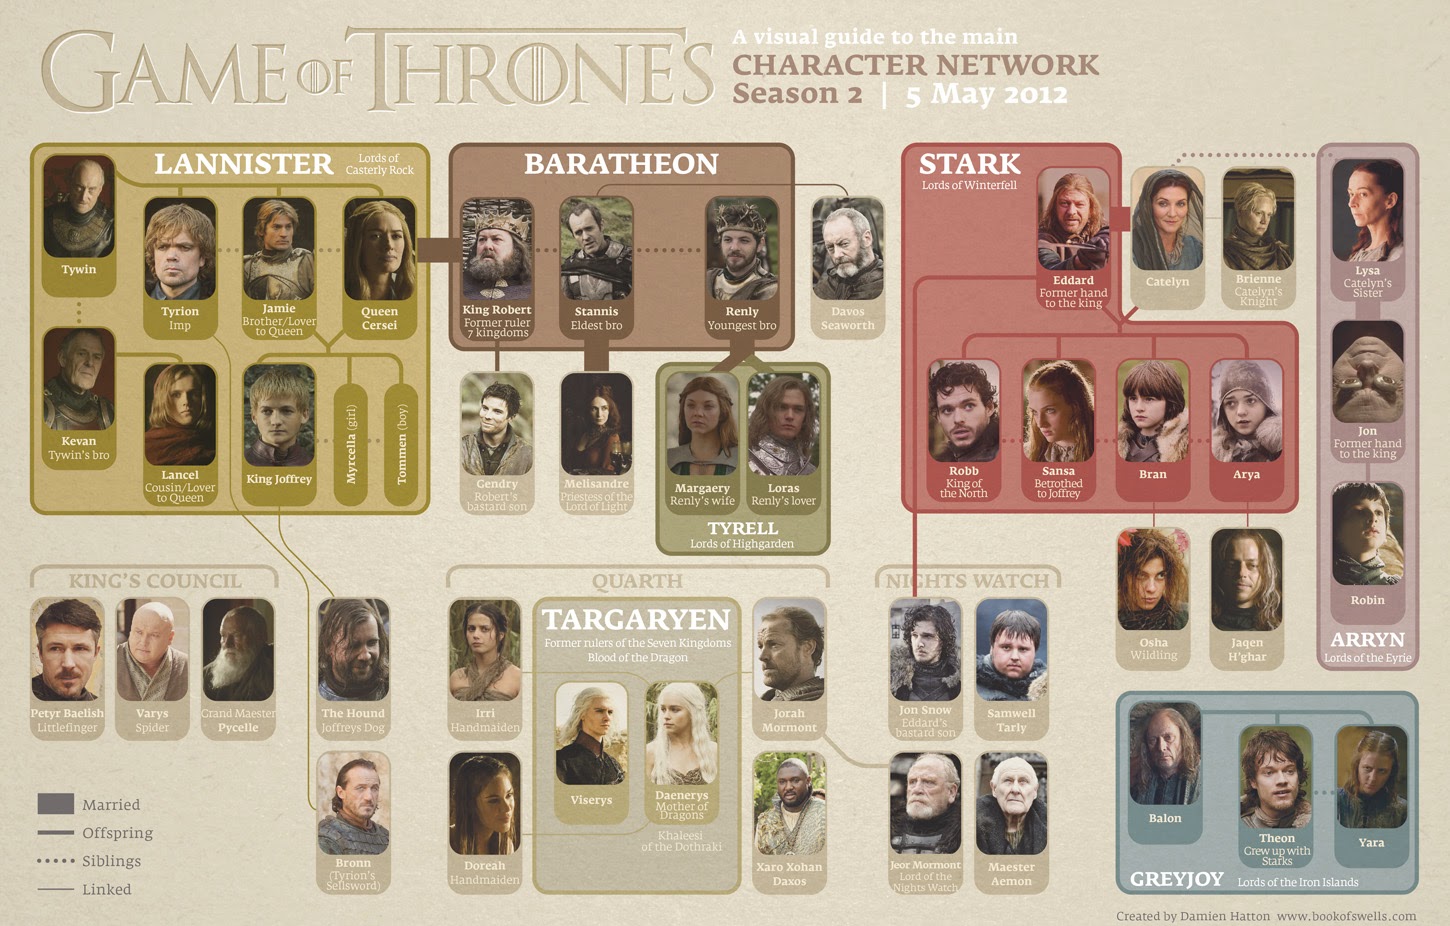 GAME OF THRONES
A visual guide to the main
CHARACTER NETWORK
Season 2 | 5 May 2012
LANNISTER
Lords of
Casterly Rock
Tywin
Tyrion
Imp
Jamie
Brother/Lover
to Queen
Queen
Cersei
Kevan
Tywin's bro
Lancel
Cousin/Lover
to Queen
King Joffrey
Myrcella (girl)
Tommen (boy)
BARATHEON
King Robert
Former ruler
7 kingdoms
Stannis
Eldest bro
Renly
Youngest bro
Davos
Seaworth
Gendry
Robert's
bastard son
Melisandre
Priestess of the
Lord of Light
Margaery
Renly's wife
Loras
Renly's lover
TYRELL
Lords of Highgarden
STARK
Lords of Winterfell
Eddard
Former hand
to the king
Catelyn
Brienne
Catelyn's
Knight
Robb
King of
the North
Sansa
Betrothed
to Joffrey
Bran
Arya
Osha
Wildling
Jaqen
H'ghar
Lysa
Catelyn's
Sister
Jon
Former hand
to the king
Robin
ARRYN
Lords of the Eyrie
KING'S COUNCIL
Petyr Baelish
Littlefinger
Varys
Spider
Grand Maester
Pycelle
The Hound
Joffreys Dog
Bronn
(Tyrion's
Sellsword)
QUARTH
Irri
Handmaiden
Doreah
Handmaiden
TARGARYEN
Former rulers of the Seven Kingdoms
Blood of the Dragon
Viserys
Daenerys
Mother of
Dragons
Khaleesi
of the Dothraki
Jorah
Mormont
Xaro Xohan
Daxos
NIGHTS WATCH
Jon Snow
Eddard's
bastard son
Samwell
Tarly
Jeor Mormont
Lord of the
Nights Watch
Maester
Aemon
Balon
Theon
Grew up with
Starks
Yara
GREYJOY
Lords of the Iron Islands
Married
Offspring
Siblings
Linked
Created by Damien Hatton www.bookofswells.com